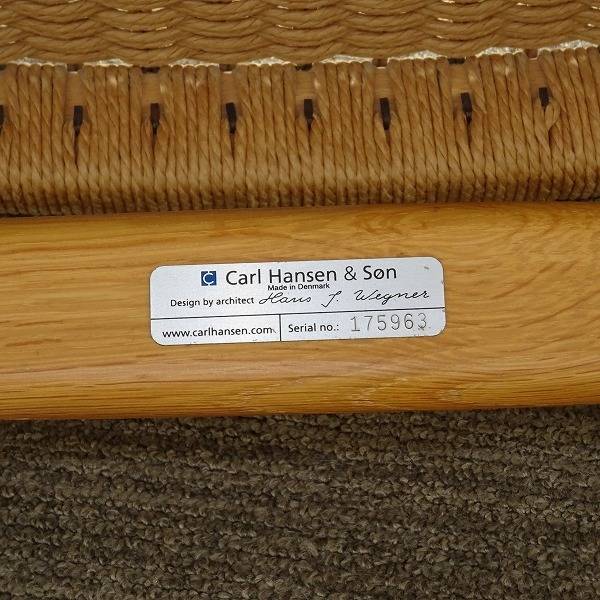 Carl Hansen & Søn
Made in Denmark
Design by architect Hans J. Wegner
www.carlhansen.com
Serial no.: 175963